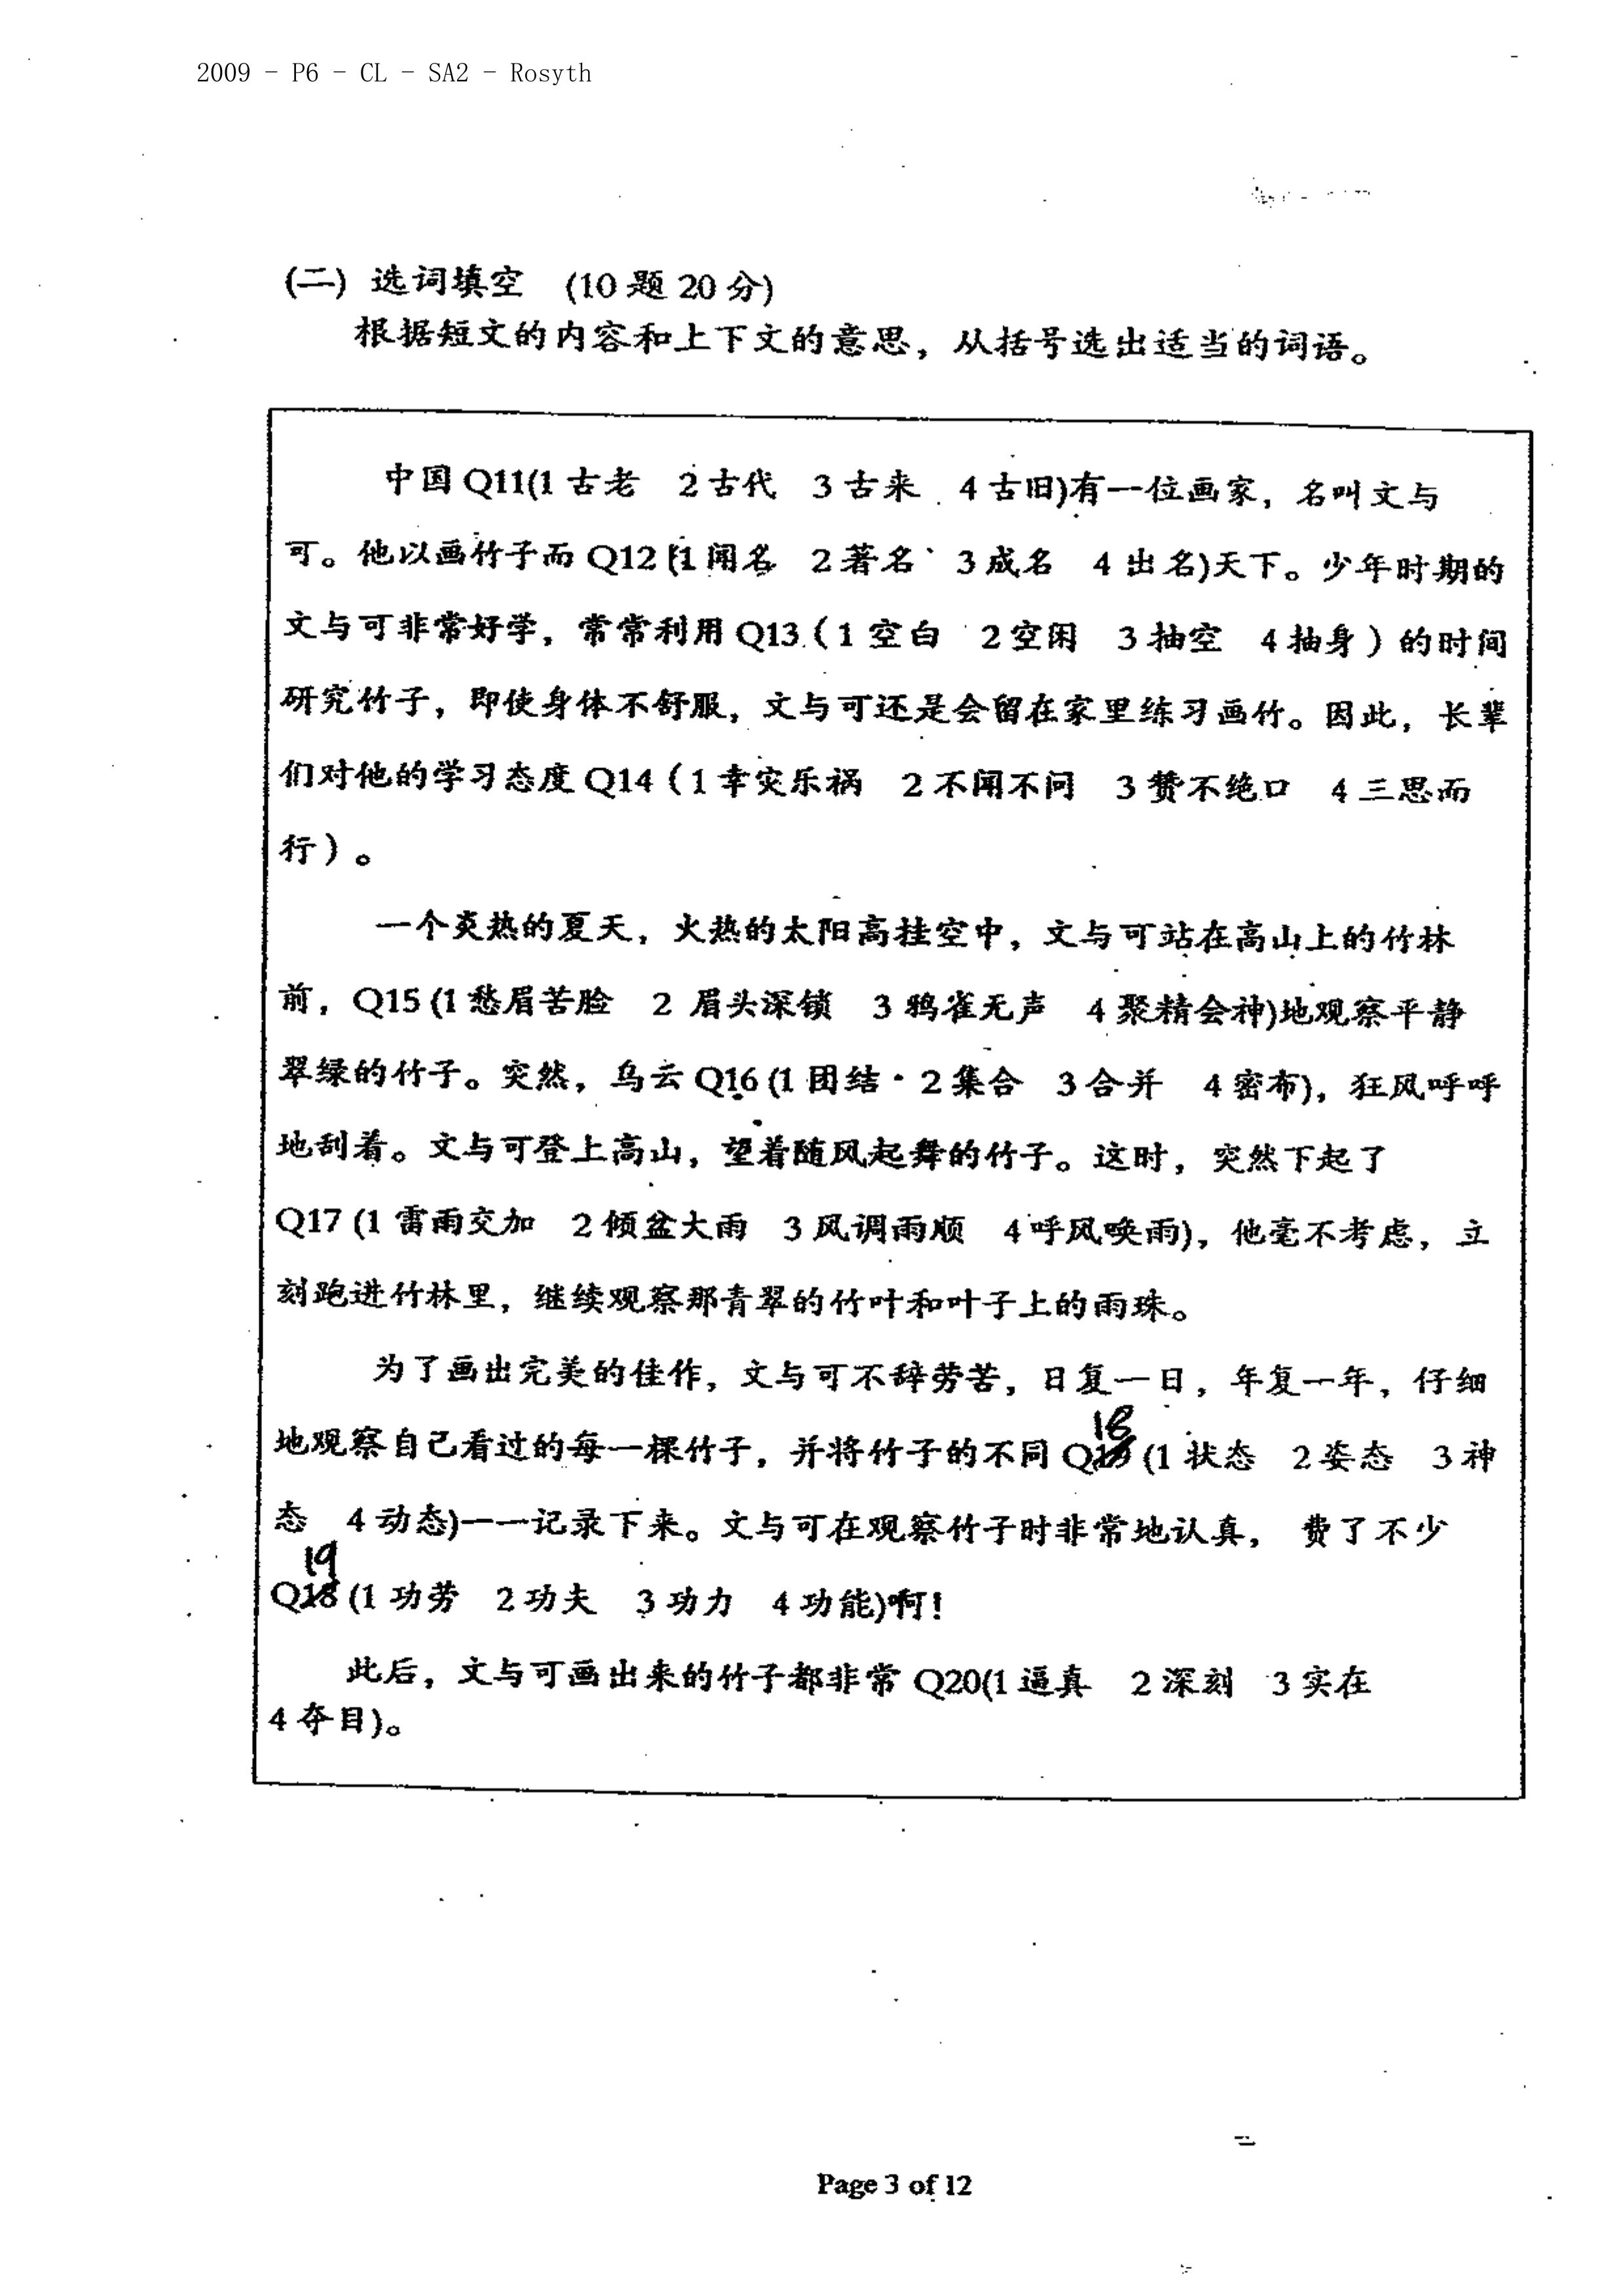 2009 - P6 - CL - SA2 - Rosyth
(二) 选词填空 (10题20分)
根据短文的内容和上下文的意思，从括号选出适当的词语。
中国Q11(1古老 2古代 3古来 4古旧)有一位画家，名叫文与
可。他以画竹子而Q12(1闻名 2著名 3成名 4出名)天下。少年时期的
文与可非常好学，常常利用Q13(1空白 2空闲 3抽空 4抽身)的时间
研究竹子，即使身体不舒服，文与可还是会留在家里练习画竹。因此，长辈
们对他的学习态度Q14(1幸灾乐祸 2不闻不问 3赞不绝口 4三思而
行)。
一个炎热的夏天，火热的太阳高挂空中，文与可站在高山上的竹林
前，Q15(1愁眉苦脸 2眉头深锁 3鸦雀无声 4聚精会神)地观察平静
翠绿的竹子。突然，乌云Q16(1团结 2集合 3合并 4密布)，狂风呼呼
地刮着。文与可登上高山，望着随风起舞的竹子。这时，突然下起了
Q17(1雷雨交加 2倾盆大雨 3风调雨顺 4呼风唤雨)，他毫不考虑，立
刻跑进竹林里，继续观察那青翠的竹叶和叶子上的雨珠。
为了画出完美的佳作，文与可不辞劳苦，日复一日，年复一年，仔细
地观察自己看过的每一棵竹子，并将竹子的不同Q18(1状态 2姿态 3神
态 4动态)一一记录下来。文与可在观察竹子时非常地认真，费了不少
Q19(1功劳 2功夫 3功力 4功能)啊！
此后，文与可画出来的竹子都非常Q20(1逼真 2深刻 3实在
4夺目)。
Page 3 of 12